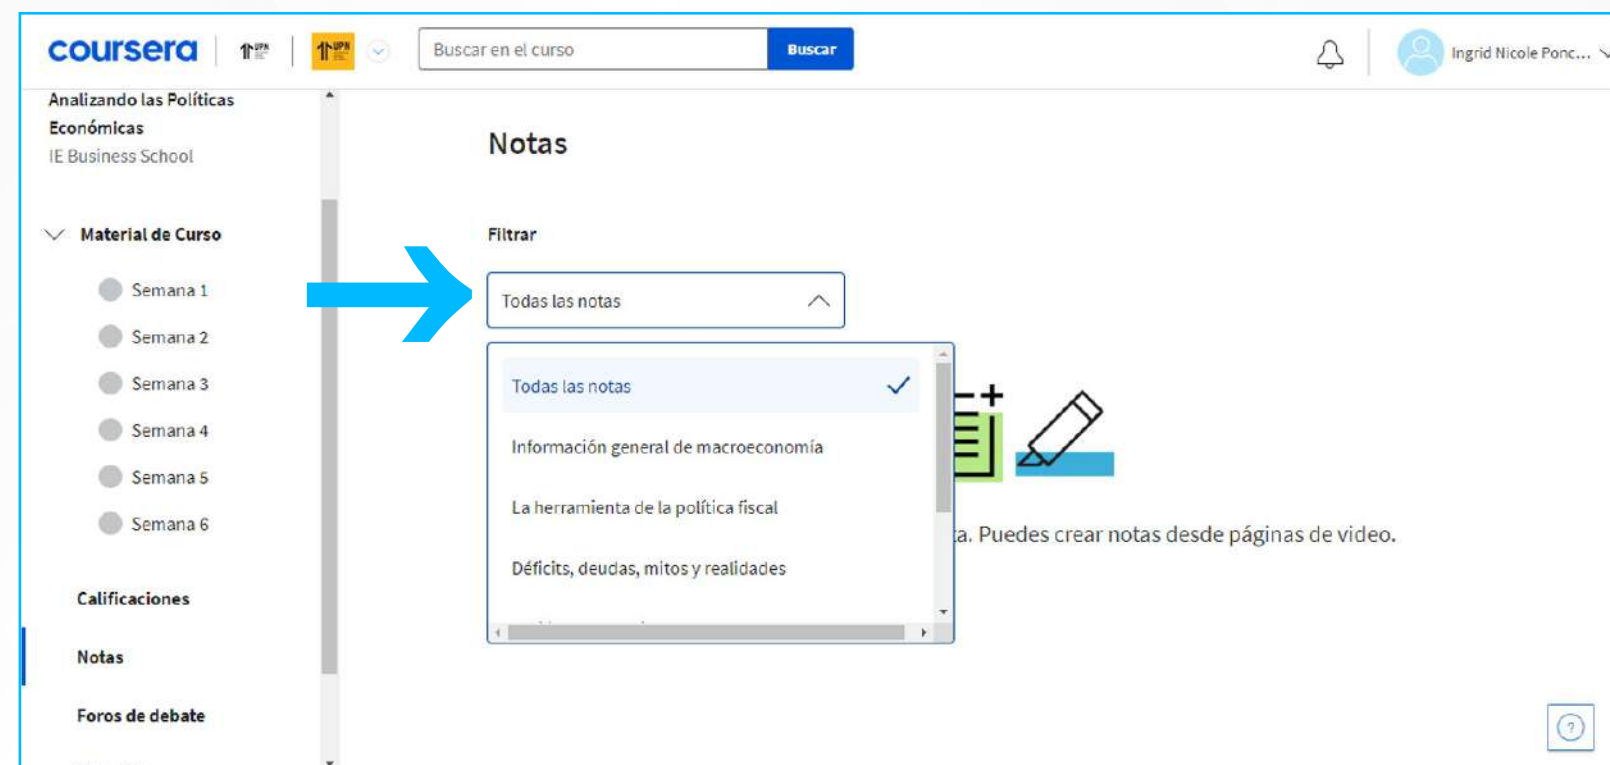 coursera
UPN
UPN
Buscar en el curso
Buscar
Ingrid Nicole Ponc...
Analizando las Políticas
Económicas
IE Business School
Material de Curso
Semana 1
Semana 2
Semana 3
Semana 4
Semana 5
Semana 6
Calificaciones
Notas
Foros de debate
Notas
Filtrar
Todas las notas
Todas las notas
Información general de macroeconomía
La herramienta de la política fiscal
Déficits, deudas, mitos y realidades
a. Puedes crear notas desde páginas de video.
?